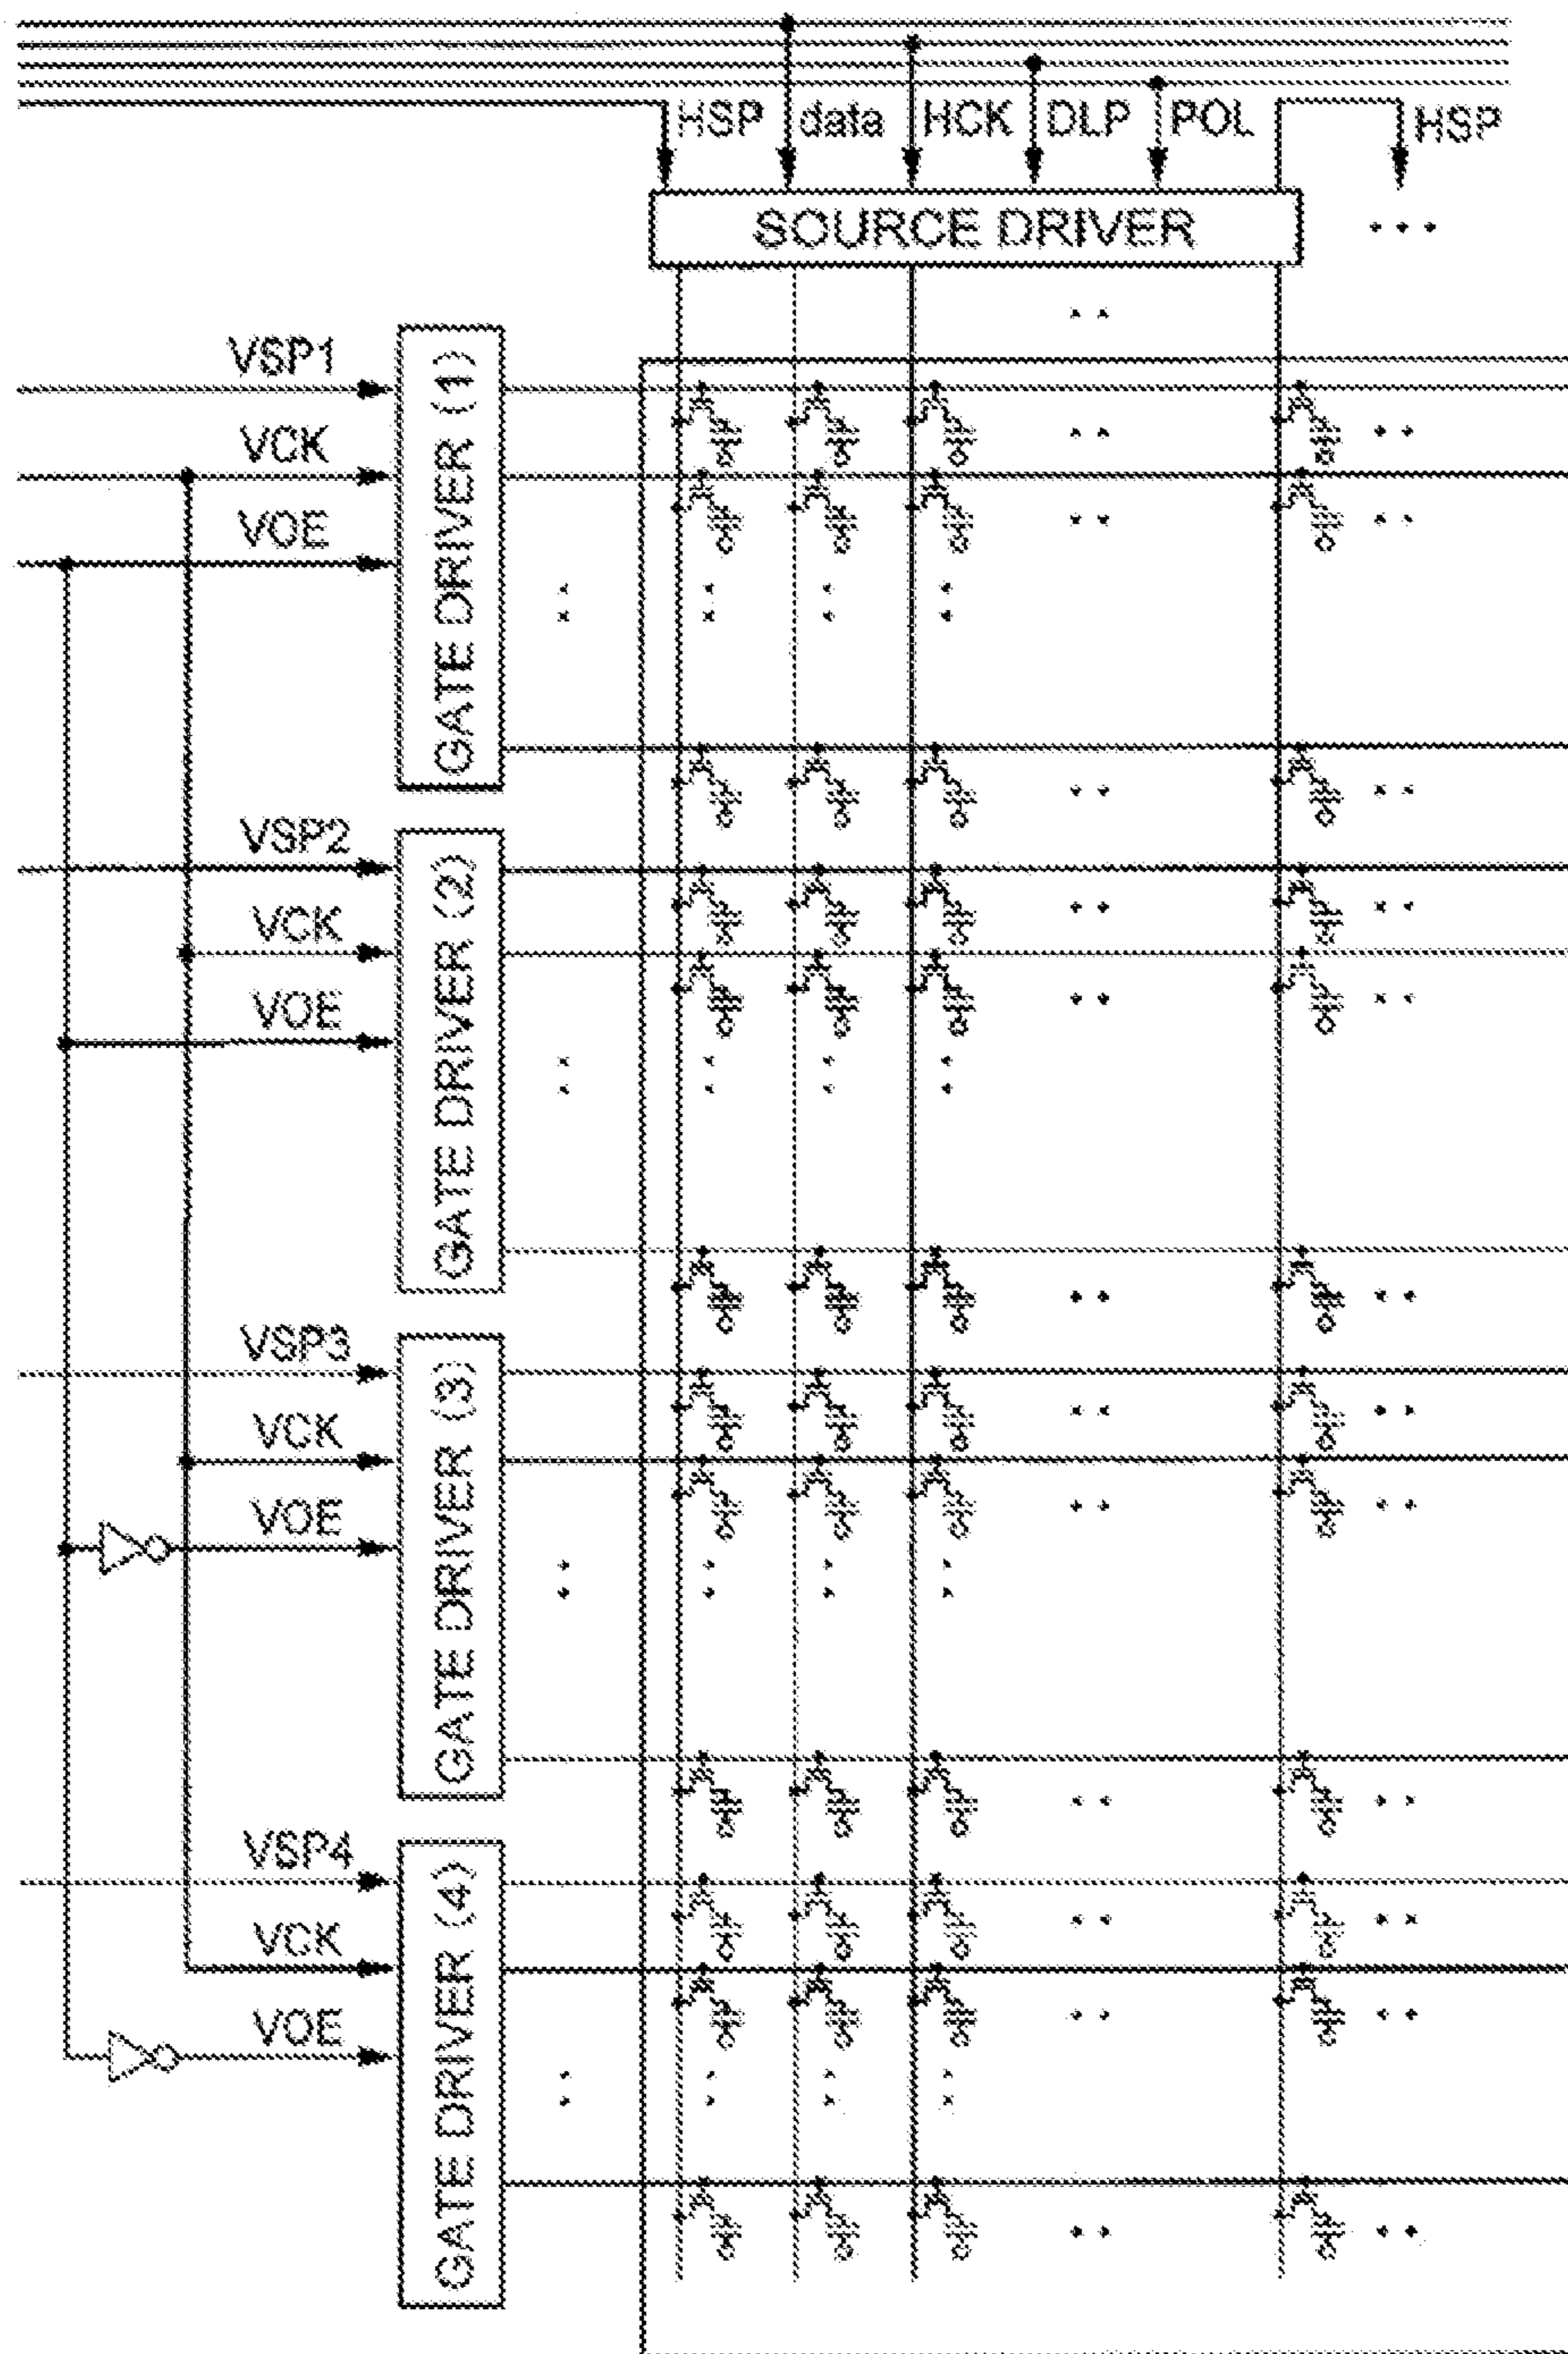 HSP data HCK DLP POL HSP
SOURCE DRIVER
VSP1
VCK
VOE
GATE DRIVER (1)
VSP2
VCK
VOE
GATE DRIVER (2)
VSP3
VCK
VOE
GATE DRIVER (3)
VSP4
VCK
VOE
GATE DRIVER (4)